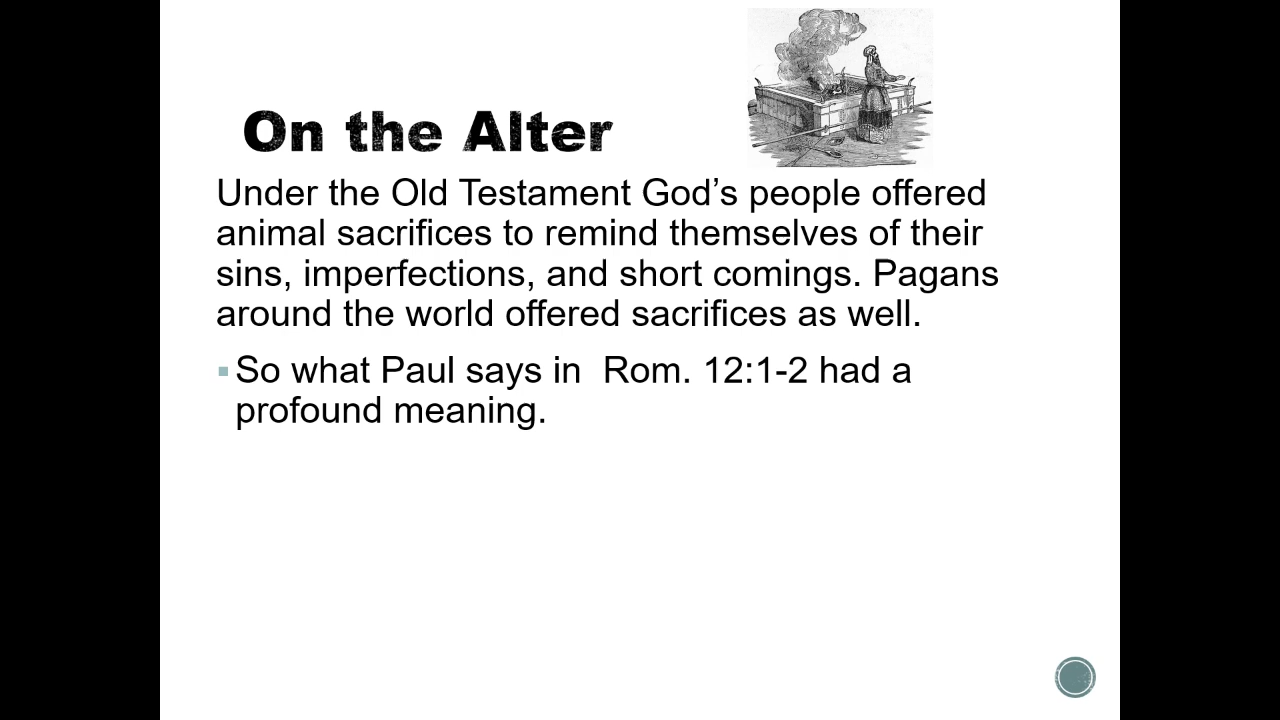 On the Alter
Under the Old Testament God’s people offered
animal sacrifices to remind themselves of their
sins, imperfections, and short comings. Pagans
around the world offered sacrifices as well.
▪So what Paul says in  Rom. 12:1-2 had a
profound meaning.